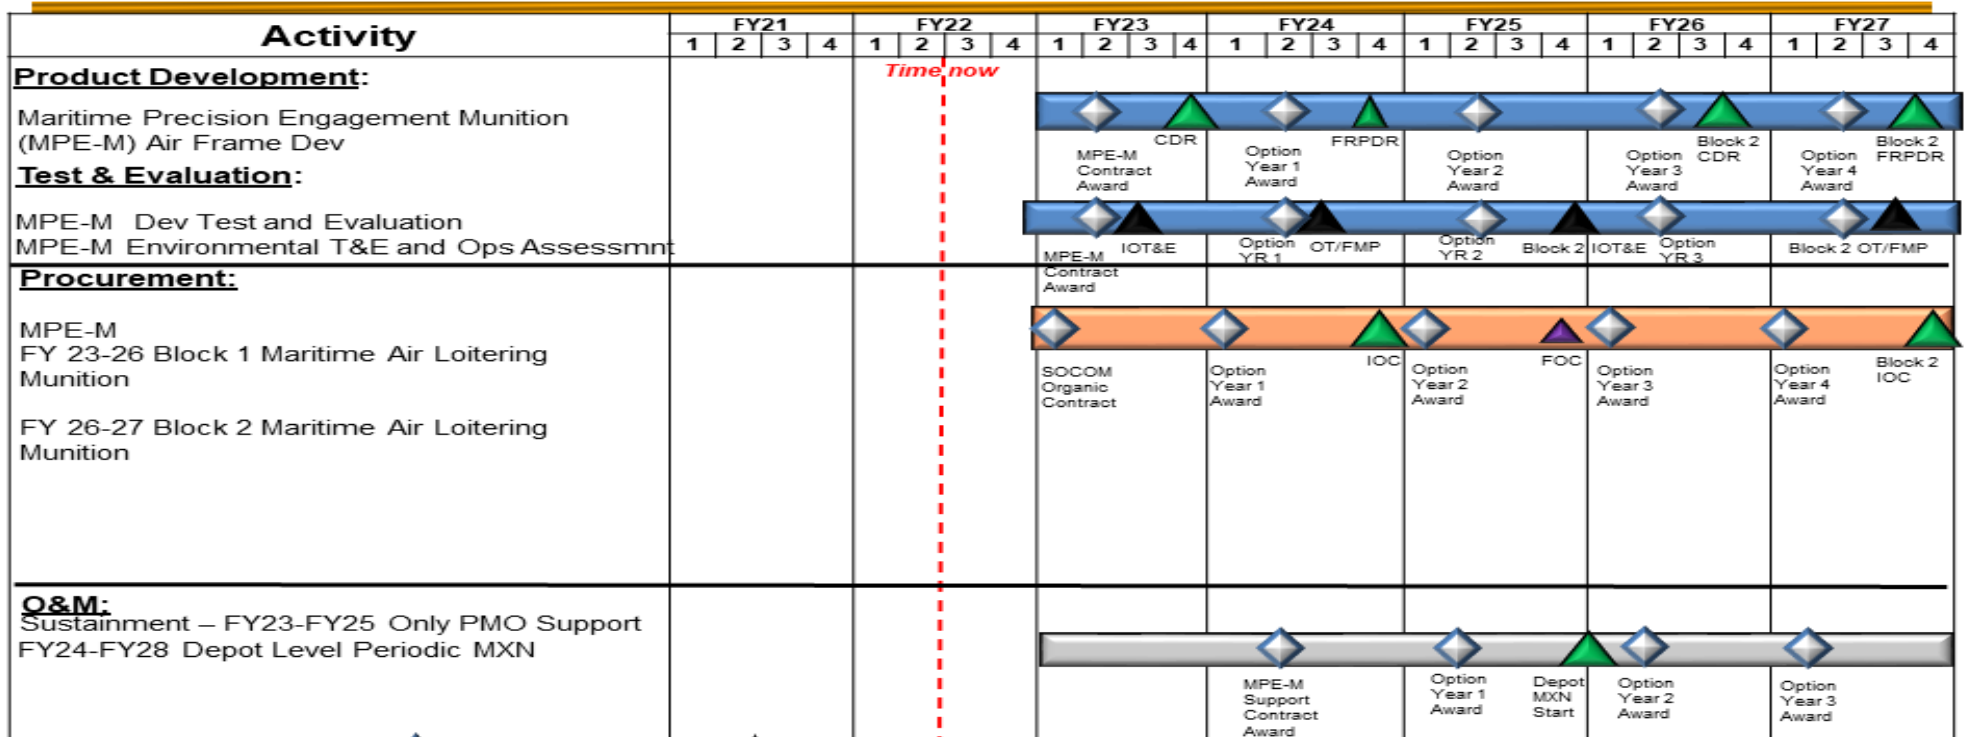 Activity
FY21 FY22 FY23 FY24 FY25 FY26 FY27
1 2 3 4 1 2 3 4 1 2 3 4 1 2 3 4 1 2 3 4 1 2 3 4 1 2 3 4
Time now
Product Development:
Maritime Precision Engagement Munition
(MPE-M) Air Frame Dev
MPE-M
Contract
Award
CDR
Option
Year 1
Award
FRPDR
Option
Year 2
Award
Option
Year 3
Award
Block 2
CDR
Option
Year 4
Award
Block 2
FRPDR
Test & Evaluation:
MPE-M Dev Test and Evaluation
MPE-M Environmental T&E and Ops Assessmnt
MPE-M
Contract
Award
IOT&E
Option
YR 1
OT/FMP
Option
YR 2
Block 2 IOT&E
Option
YR 3
Block 2 OT/FMP
Procurement:
MPE-M
FY 23-26 Block 1 Maritime Air Loitering
Munition
FY 26-27 Block 2 Maritime Air Loitering
Munition
SOCOM
Organic
Contract
Option
Year 1
Award
IOC
Option
Year 2
Award
FOC
Option
Year 3
Award
Option
Year 4
Award
Block 2
IOC
O&M:
Sustainment – FY23-FY25 Only PMO Support
FY24-FY28 Depot Level Periodic MXN
MPE-M
Support
Contract
Award
Option
Year 1
Award
Depot
MXN
Start
Option
Year 2
Award
Option
Year 3
Award